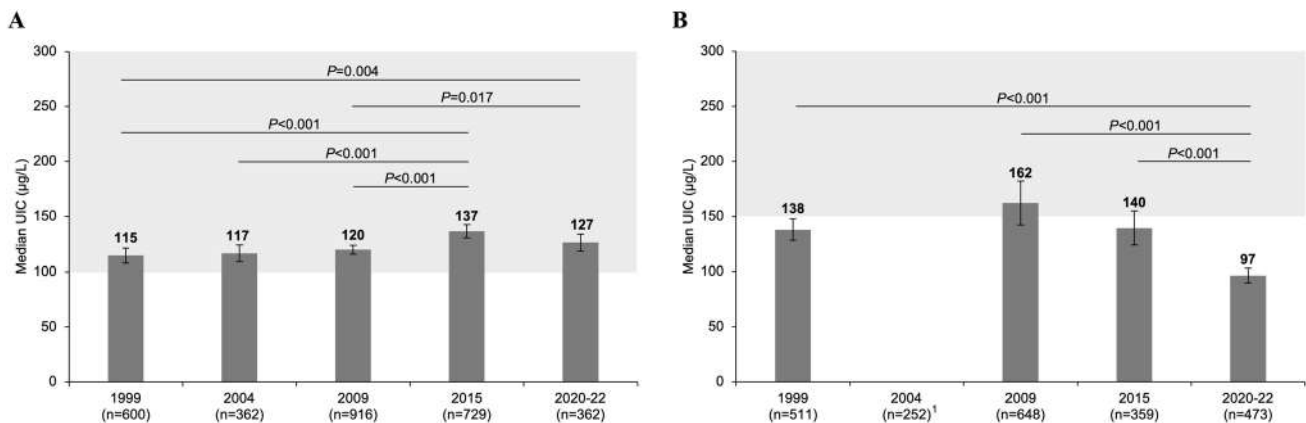 A
300
250
200
150
100
50
0
Median UIC (µg/L)
P=0.004
P=0.017
P<0.001
P<0.001
P<0.001
115
117
120
137
127
1999
(n=600)
2004
(n=362)
2009
(n=916)
2015
(n=729)
2020-22
(n=362)
B
300
250
200
150
100
50
0
Median UIC (µg/L)
P<0.001
P<0.001
P<0.001
138
162
140
97
1999
(n=511)
2004
(n=252)¹
2009
(n=648)
2015
(n=359)
2020-22
(n=473)